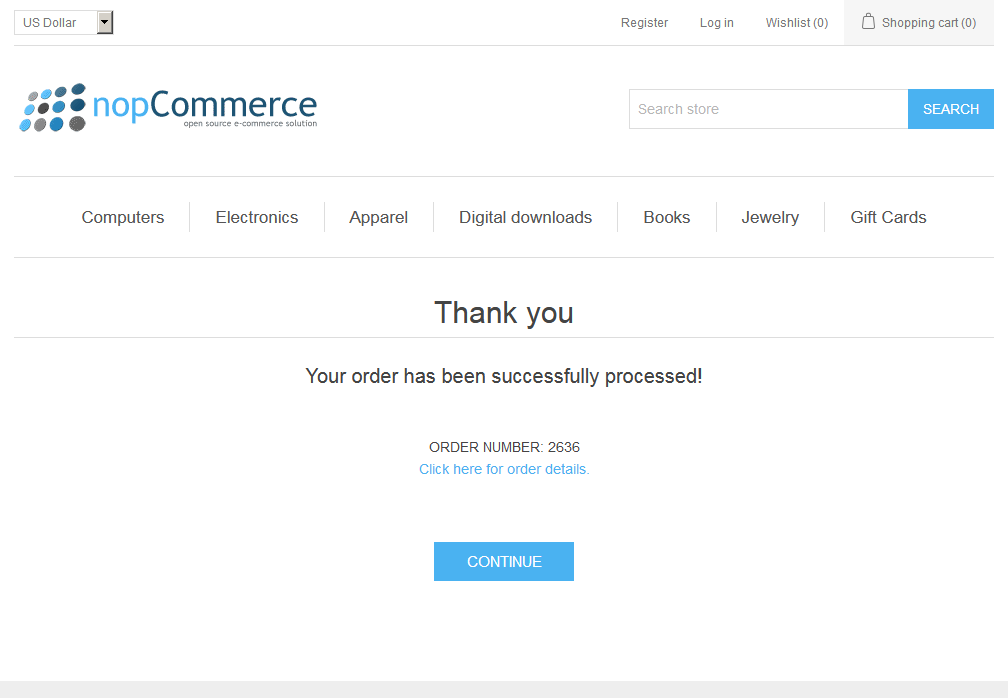 US Dollar
Register
Log in
Wishlist (0)
Shopping cart (0)
nopCommerce
open source e-commerce solution
Search store
SEARCH
Computers
Electronics
Apparel
Digital downloads
Books
Jewelry
Gift Cards
Thank you
Your order has been successfully processed!
ORDER NUMBER: 2636
Click here for order details.
CONTINUE